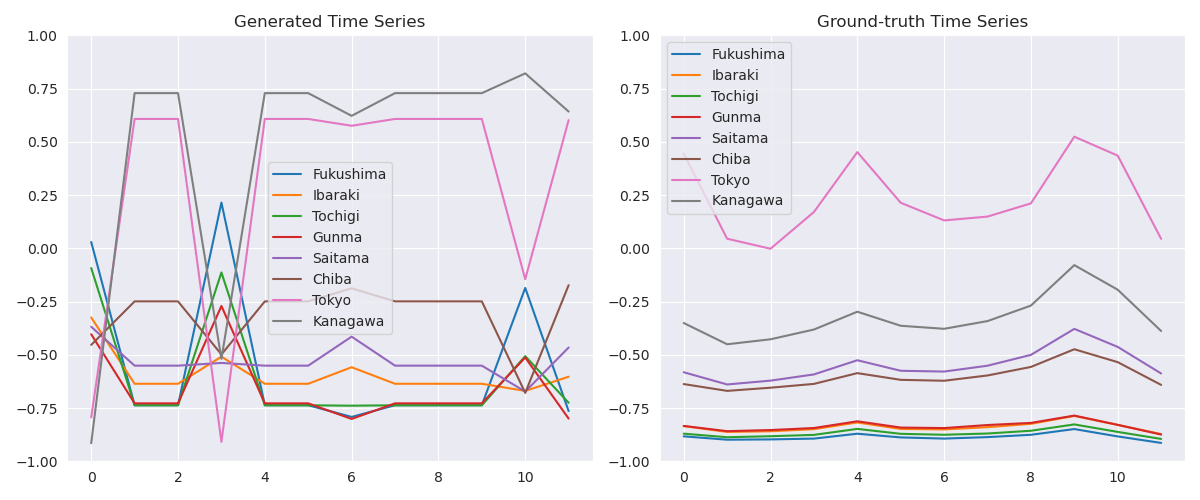 Generated Time Series
1.00
0.75
0.50
0.25
0.00
−0.25
−0.50
−0.75
−1.00
0 2 4 6 8 10
Fukushima
Ibaraki
Tochigi
Gunma
Saitama
Chiba
Tokyo
Kanagawa
Ground-truth Time Series
1.00
0.75
0.50
0.25
0.00
−0.25
−0.50
−0.75
−1.00
0 2 4 6 8 10
Fukushima
Ibaraki
Tochigi
Gunma
Saitama
Chiba
Tokyo
Kanagawa